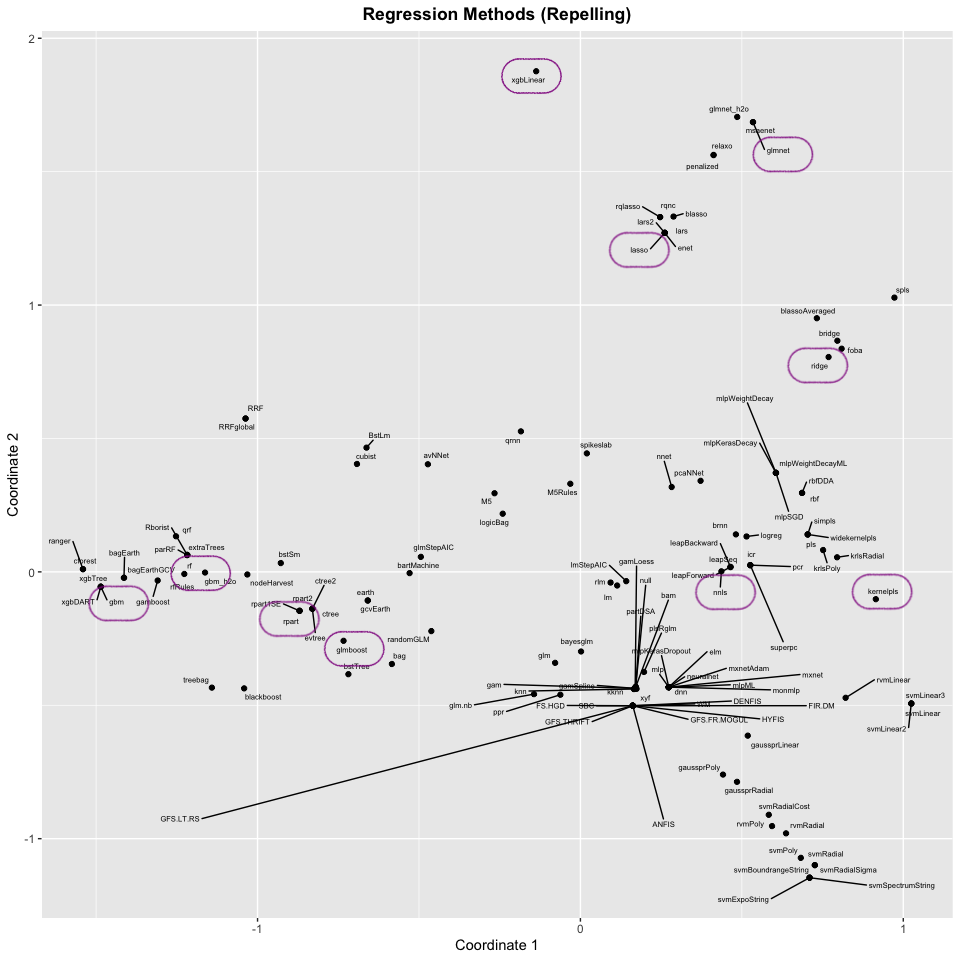 Regression Methods (Repelling)
2
xgbLinear
glmnet_h2o
msaenet
glmnet
relaxo
penalized
rqlasso
rqnc
blasso
lars2
lars
lasso
enet
1
spls
blassoAveraged
bridge
foba
ridge
mlpWeightDecay
RRF
RRFglobal
BstLm
cubist
avNNet
qrnn
spikeslab
mlpKerasDecay
mlpWeightDecayML
nnet
pcaNNet
rbfDDA
rbf
M5
M5Rules
mlpSGD
logicBag
Rborist
qrf
simpls
ranger
parRF
extraTrees
brnn
logreg
widekernelpls
bagEarth
glmStepAIC
leapBackward
pls
bstSm
icr
krlsRadial
cforest
rf
bagEarthGCV
bartMachine
lmStepAIC
gamLoess
leapSeq
pcr
krlsPoly
0
xgbTree
rfRules
gbm_h2o
nodeHarvest
ctree2
rlm
null
leapForward
nnls
kernelpls
earth
lm
bam
xgbDART
gbm
gamboost
rpart1SE
rpart2
gcvEarth
partDSA
rpart
ctree
plsRglm
evtree
randomGLM
bayesglm
superpc
glmboost
glm
mlpKerasDropout
elm
bag
bstTree
mlp
neuralnet
mxnetAdam
treebag
blackboost
gam
gamSpline
mxnet
rvmLinear
knn
kknn
dnn
mlpML
monmlp
xyf
svmLinear3
glm.nb
ppr
FS.HGD
SBC
WM
DENFIS
FIR.DM
svmLinear
GFS.THRIFT
GFS.FR.MOGUL
HYFIS
svmLinear2
gaussprLinear
gaussprPoly
gaussprRadial
svmRadialCost
GFS.LT.RS
ANFIS
rvmPoly
rvmRadial
-1
svmPoly
svmRadial
svmBoundrangeString
svmRadialSigma
svmSpectrumString
svmExpoString
-1
0
1
Coordinate 1
Coordinate 2